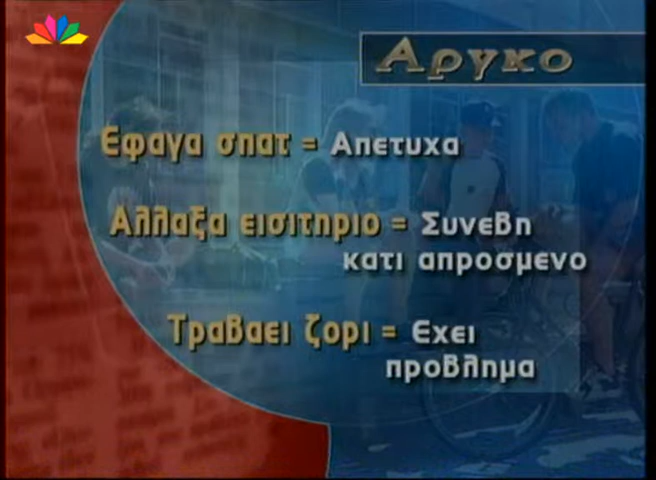 Αργκο
Εφαγα σπατ = Απετυχα
Αλλαξα εισιτηριο = Συνεβη
κατι απροσμενο
Τραβαει ζορι = Εχει
προβλημα